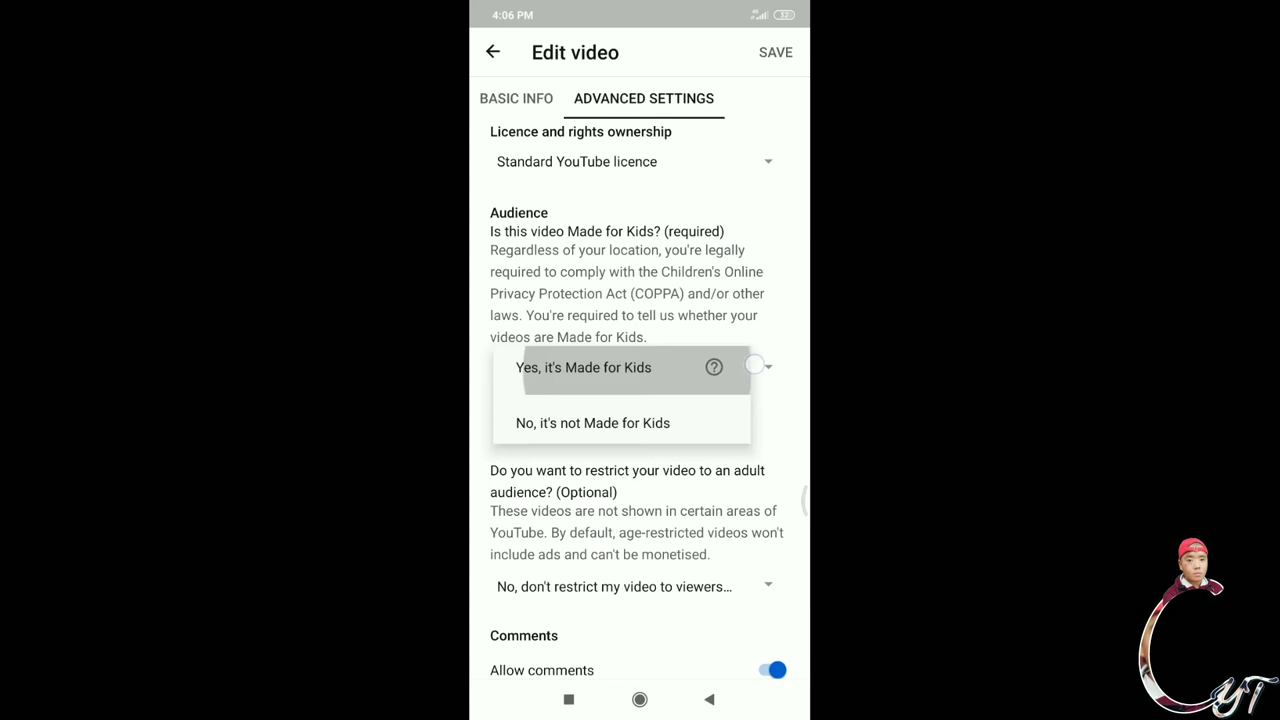 4:06 PM
4G
52
Edit video
SAVE
BASIC INFO
ADVANCED SETTINGS
Licence and rights ownership
Standard YouTube licence
Audience
Is this video Made for Kids? (required)
Regardless of your location, you're legally
required to comply with the Children's Online
Privacy Protection Act (COPPA) and/or other
laws. You're required to tell us whether your
videos are Made for Kids.
Yes, it's Made for Kids
No, it's not Made for Kids
Do you want to restrict your video to an adult
audience? (Optional)
These videos are not shown in certain areas of
YouTube. By default, age-restricted videos won't
include ads and can't be monetised.
No, don't restrict my video to viewers...
Comments
Allow comments
CYT